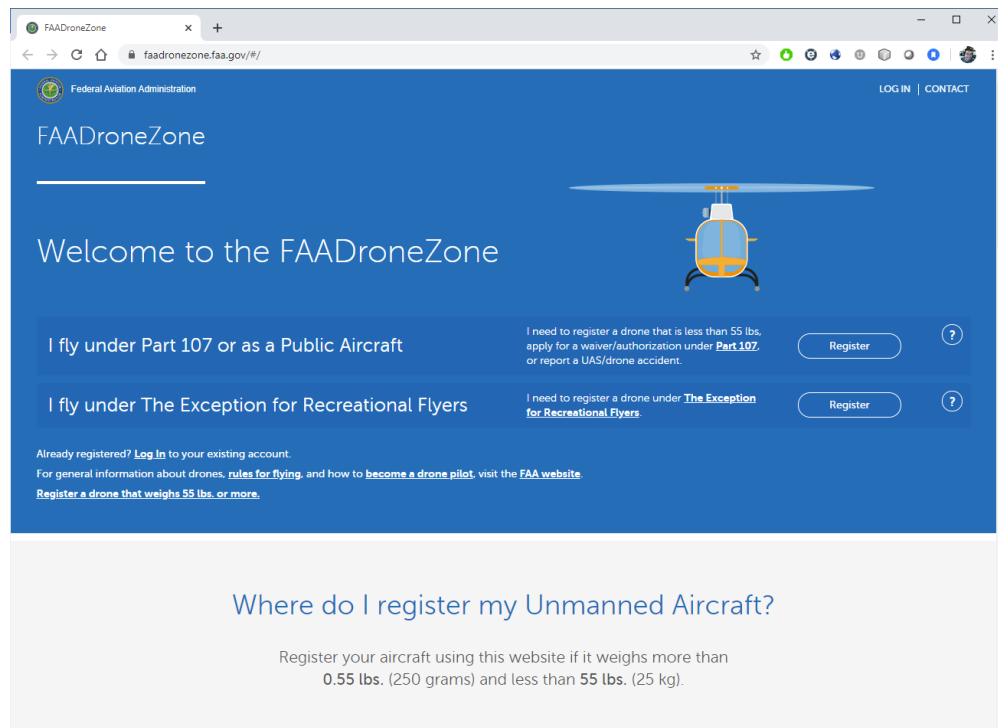 FAADroneZone
faadronezone.faa.gov/#/
Federal Aviation Administration
LOG IN | CONTACT
FAADroneZone
Welcome to the FAADroneZone
I fly under Part 107 or as a Public Aircraft
I need to register a drone that is less than 55 lbs,
apply for a waiver/authorization under Part 107,
or report a UAS/drone accident.
Register
?
I fly under The Exception for Recreational Flyers
I need to register a drone under The Exception
for Recreational Flyers.
Register
?
Already registered? Log In to your existing account.
For general information about drones, rules for flying, and how to become a drone pilot, visit the FAA website.
Register a drone that weighs 55 lbs. or more.
Where do I register my Unmanned Aircraft?
Register your aircraft using this website if it weighs more than
0.55 lbs. (250 grams) and less than 55 lbs. (25 kg).